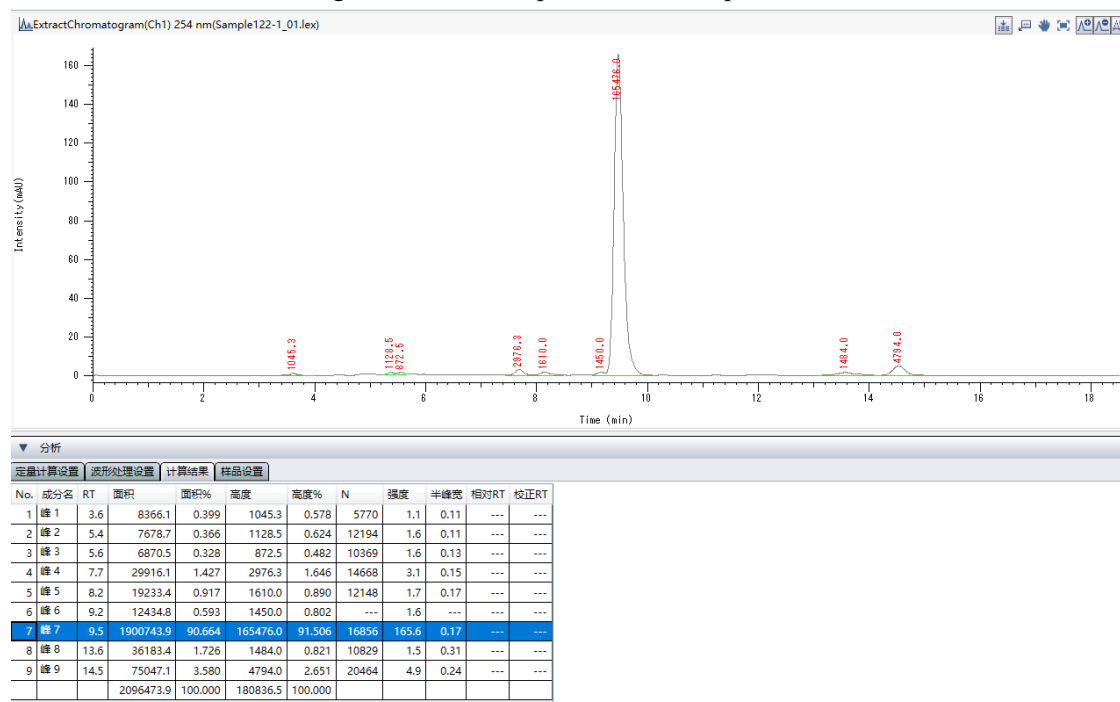 ExtractChromatogram(Ch1) 254 nm(Sample122-1_01.lex)
Intensity(mAU)
160
140
120
100
80
60
40
20
0
1045.3
1128.5
872.5
2976.3
1610.0
1450.0
165476.0
1484.0
4794.0
0 2 4 6 8 10 12 14 16 18
Time (min)
▼ 分析
定量计算设置 波形处理设置 计算结果 样品设置
No. 成分名 RT 面积 面积% 高度 高度% N 强度 半峰宽 相对RT 校正RT
1 峰 1 3.6 8366.1 0.399 1045.3 0.578 5770 1.1 0.11 --- ---
2 峰 2 5.4 7678.7 0.366 1128.5 0.624 12194 1.6 0.11 --- ---
3 峰 3 5.6 6870.5 0.328 872.5 0.482 10369 1.6 0.13 --- ---
4 峰 4 7.7 29916.1 1.427 2976.3 1.646 14668 3.1 0.15 --- ---
5 峰 5 8.2 19233.4 0.917 1610.0 0.890 12148 1.7 0.17 --- ---
6 峰 6 9.2 12434.8 0.593 1450.0 0.802 --- 1.6 --- --- ---
7 峰 7 9.5 1900743.9 90.664 165476.0 91.506 16856 165.6 0.17 --- ---
8 峰 8 13.6 36183.4 1.726 1484.0 0.821 10829 1.5 0.31 --- ---
9 峰 9 14.5 75047.1 3.580 4794.0 2.651 20464 4.9 0.24 --- ---
2096473.9 100.000 180836.5 100.000